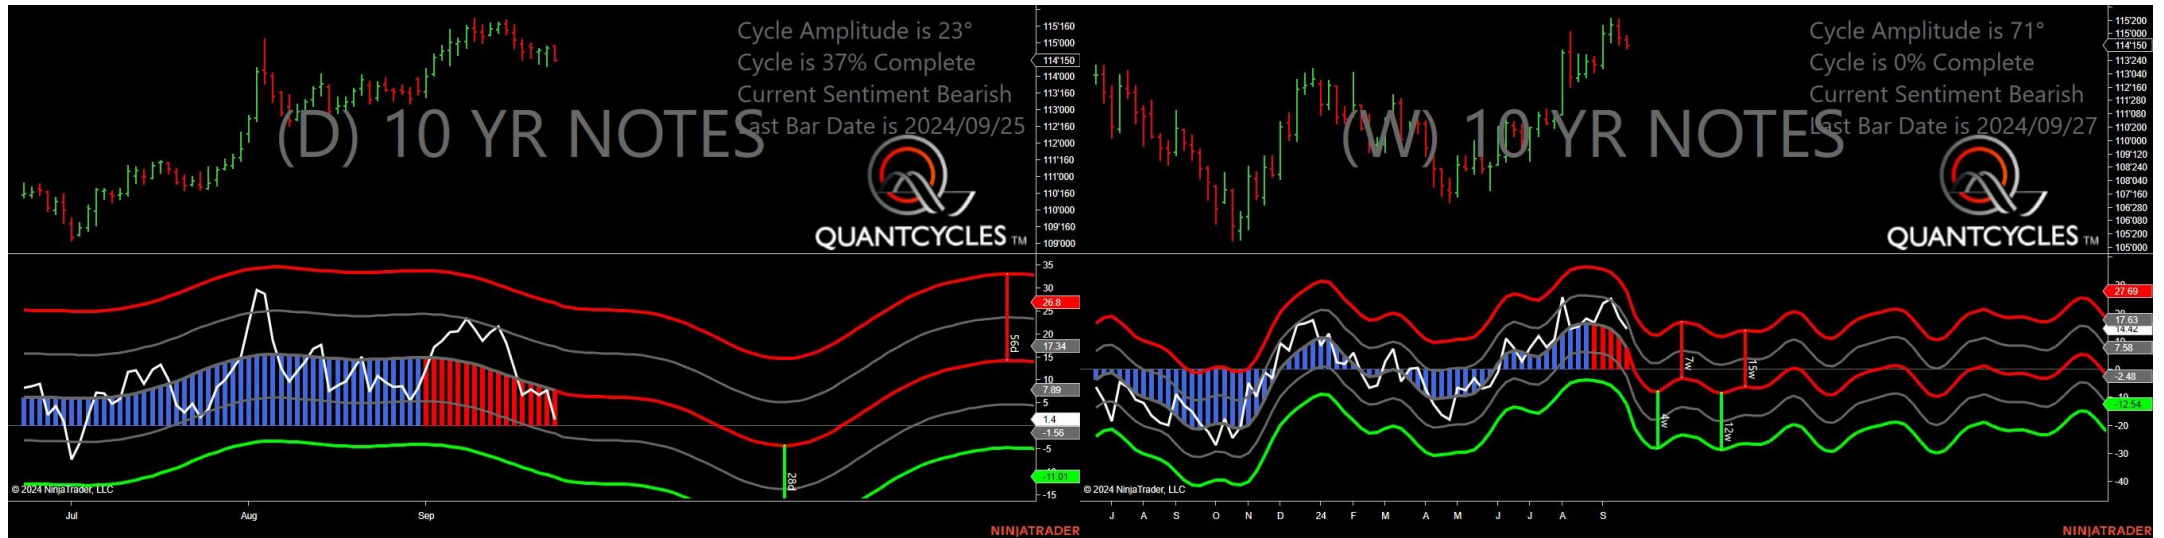 Cycle Amplitude is 23°
Cycle is 37% Complete
Current Sentiment Bearish
Last Bar Date is 2024/09/25
(D) 10 YR NOTES
QUANTCYCLES TM
115'160
115'000
114'150
114'000
113'160
113'000
112'160
112'000
111'160
111'000
110'160
110'000
109'160
109'000
35
30
26.8
25
20
17.34
15
10
7.89
5
1.4
-1.56
-5
-11.01
-15
56d
28d
© 2024 NinjaTrader, LLC
Jul Aug Sep
NINJATRADER
Cycle Amplitude is 71°
Cycle is 0% Complete
Current Sentiment Bearish
Last Bar Date is 2024/09/27
(W) 10 YR NOTES
QUANTCYCLES TM
115'200
115'000
114'150
113'240
113'040
112'160
111'280
111'080
110'200
110'000
109'120
108'240
108'040
107'160
106'280
106'080
105'200
105'000
27.69
17.63
14.42
7.58
-2.48
-12.54
-20
-30
-40
7w
15w
4w
12w
© 2024 NinjaTrader, LLC
J A S O N D 24 F M A M J J A S
NINJATRADER